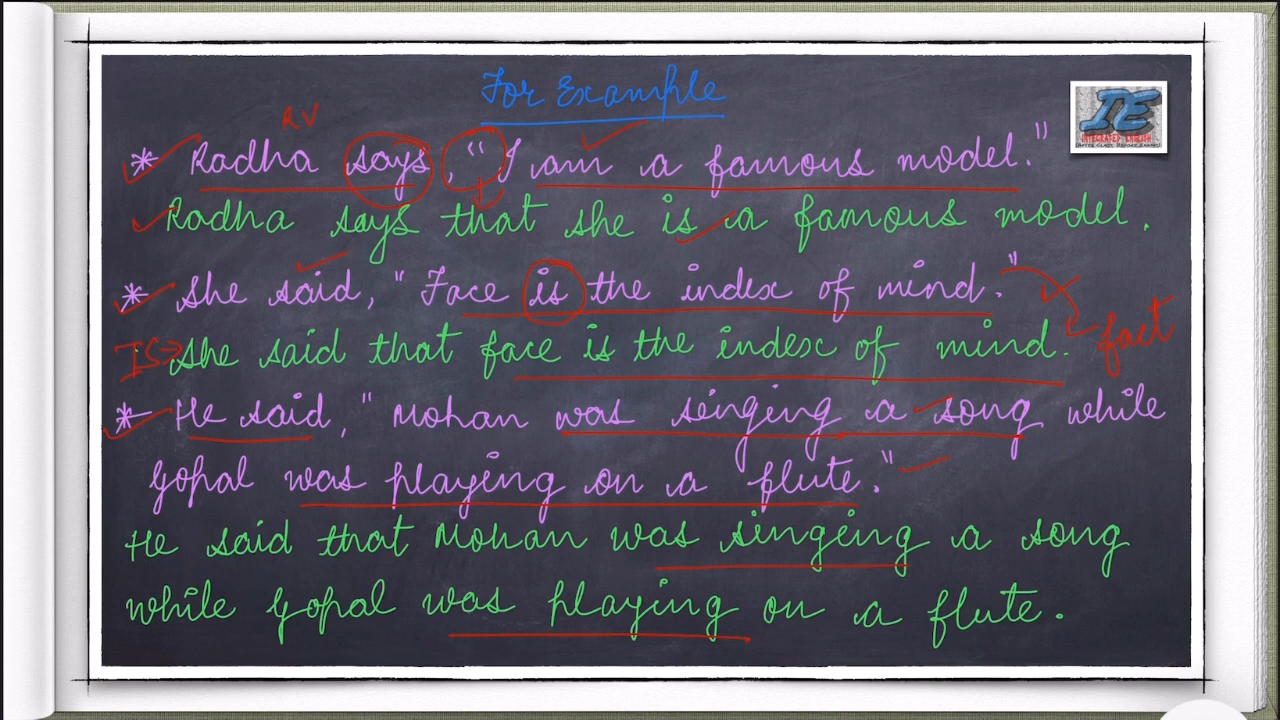 For Example
RV
* Radha says, "I am a famous model."
Radha says that she is a famous model.
* She said, "Face is the index of mind."
fact
IS → She said that face is the index of mind.
* He said, "Mohan was singing a song while
Gopal was playing on a flute."
He said that Mohan was singing a song
while Gopal was playing on a flute.
IE
INTEGRATED ENGLISH